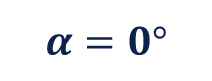 α = 0°